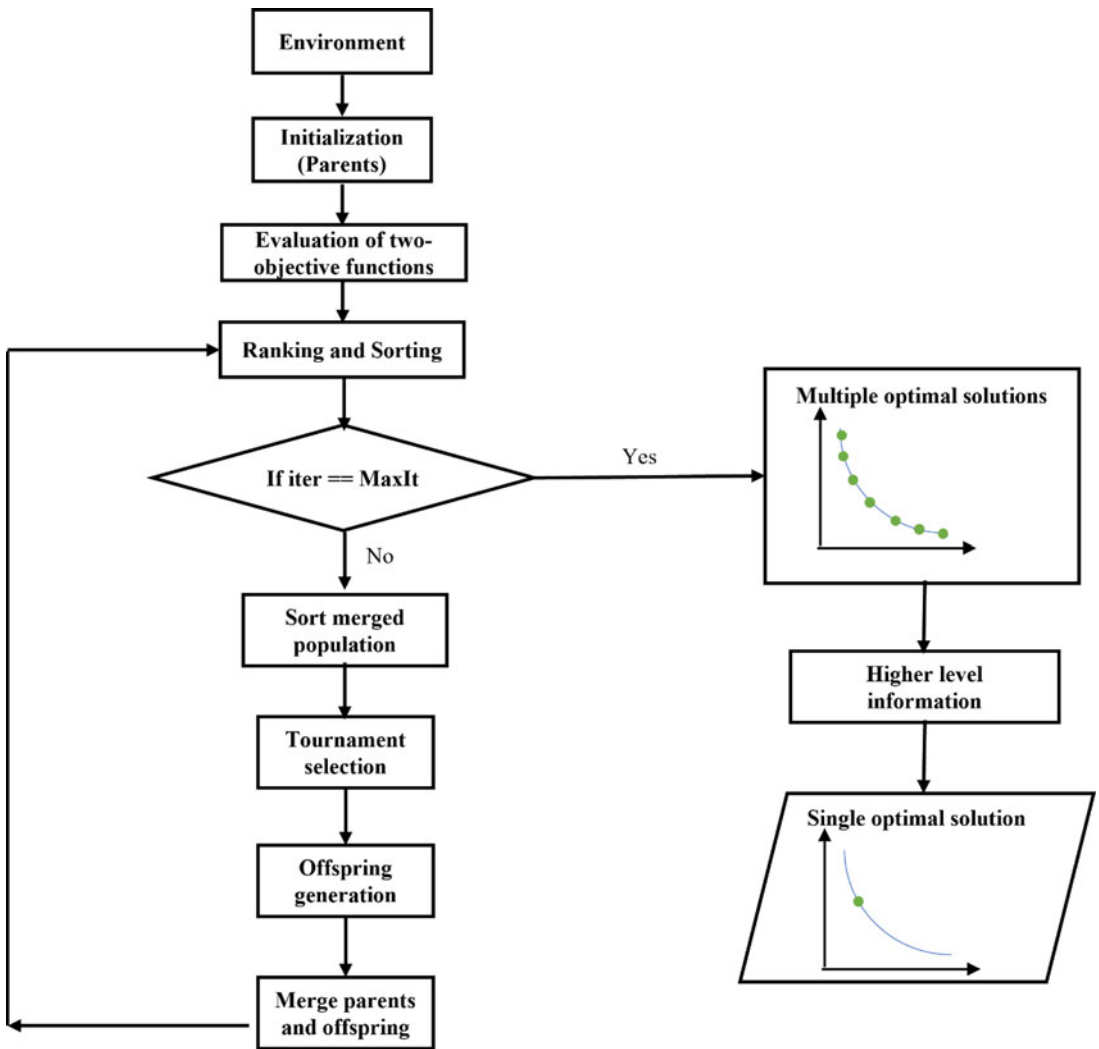 Environment
Initialization
(Parents)
Evaluation of two-
objective functions
Ranking and Sorting
If iter == MaxIt
Yes
No
Sort merged
population
Tournament
selection
Offspring
generation
Merge parents
and offspring
Multiple optimal solutions
Higher level
information
Single optimal solution